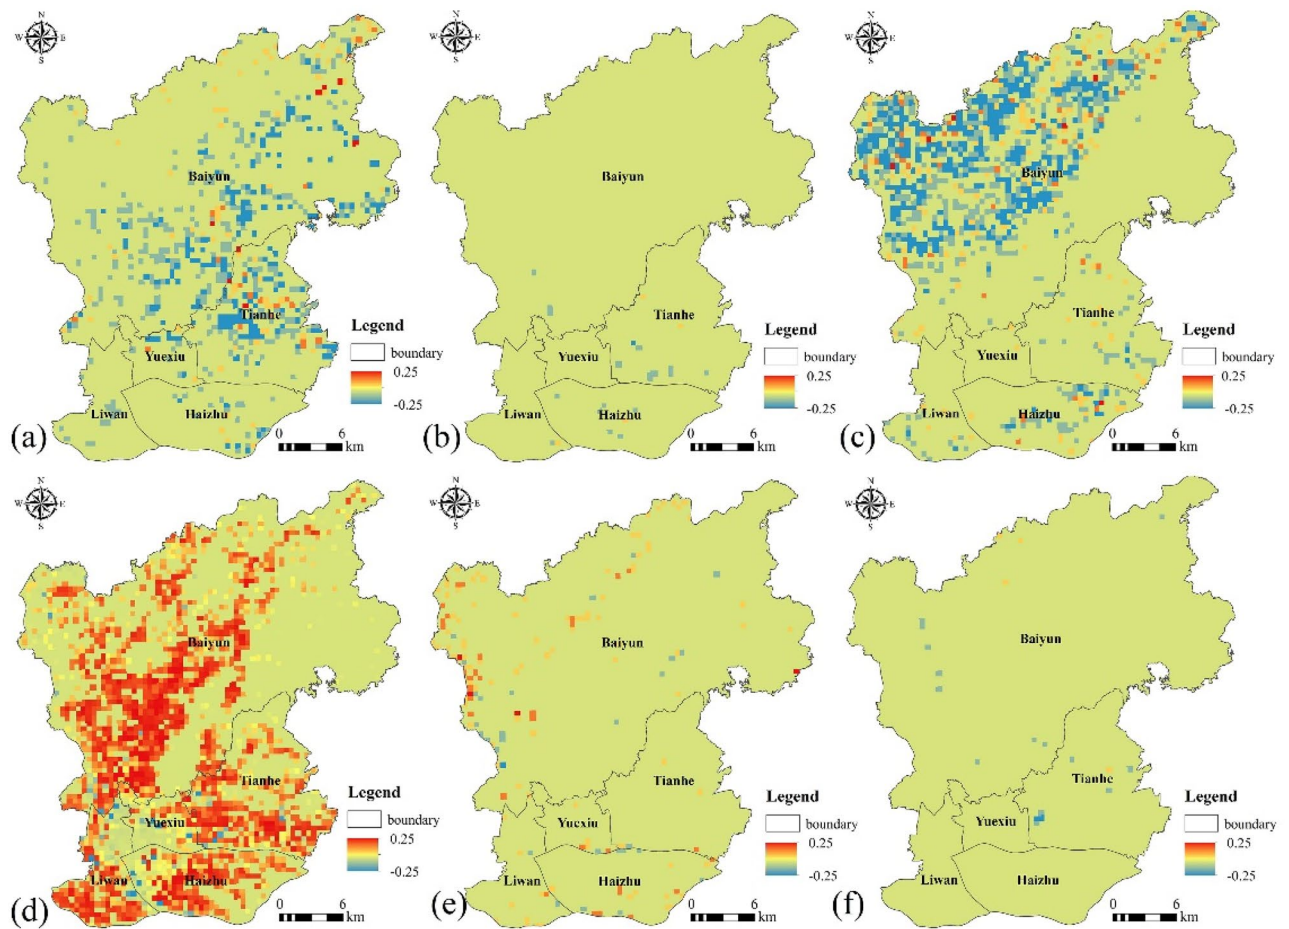 N
W E
S
Baiyun
Tianhe
Yuexiu
Liwan
Haizhu
Legend
boundary
0.25
-0.25
0 6
km
(a)
N
W E
S
Baiyun
Tianhe
Yuexiu
Liwan
Haizhu
Legend
boundary
0.25
-0.25
0 6
km
(b)
N
W E
S
Baiyun
Tianhe
Yuexiu
Liwan
Haizhu
Legend
boundary
0.25
-0.25
0 6
km
(c)
N
W E
S
Baiyun
Tianhe
Yuexiu
Liwan
Haizhu
Legend
boundary
0.25
-0.25
0 6
km
(d)
N
W E
S
Baiyun
Tianhe
Yuexiu
Liwan
Haizhu
Legend
boundary
0.25
-0.25
0 6
km
(e)
N
W E
S
Baiyun
Tianhe
Yuexiu
Liwan
Haizhu
Legend
boundary
0.25
-0.25
0 6
km
(f)